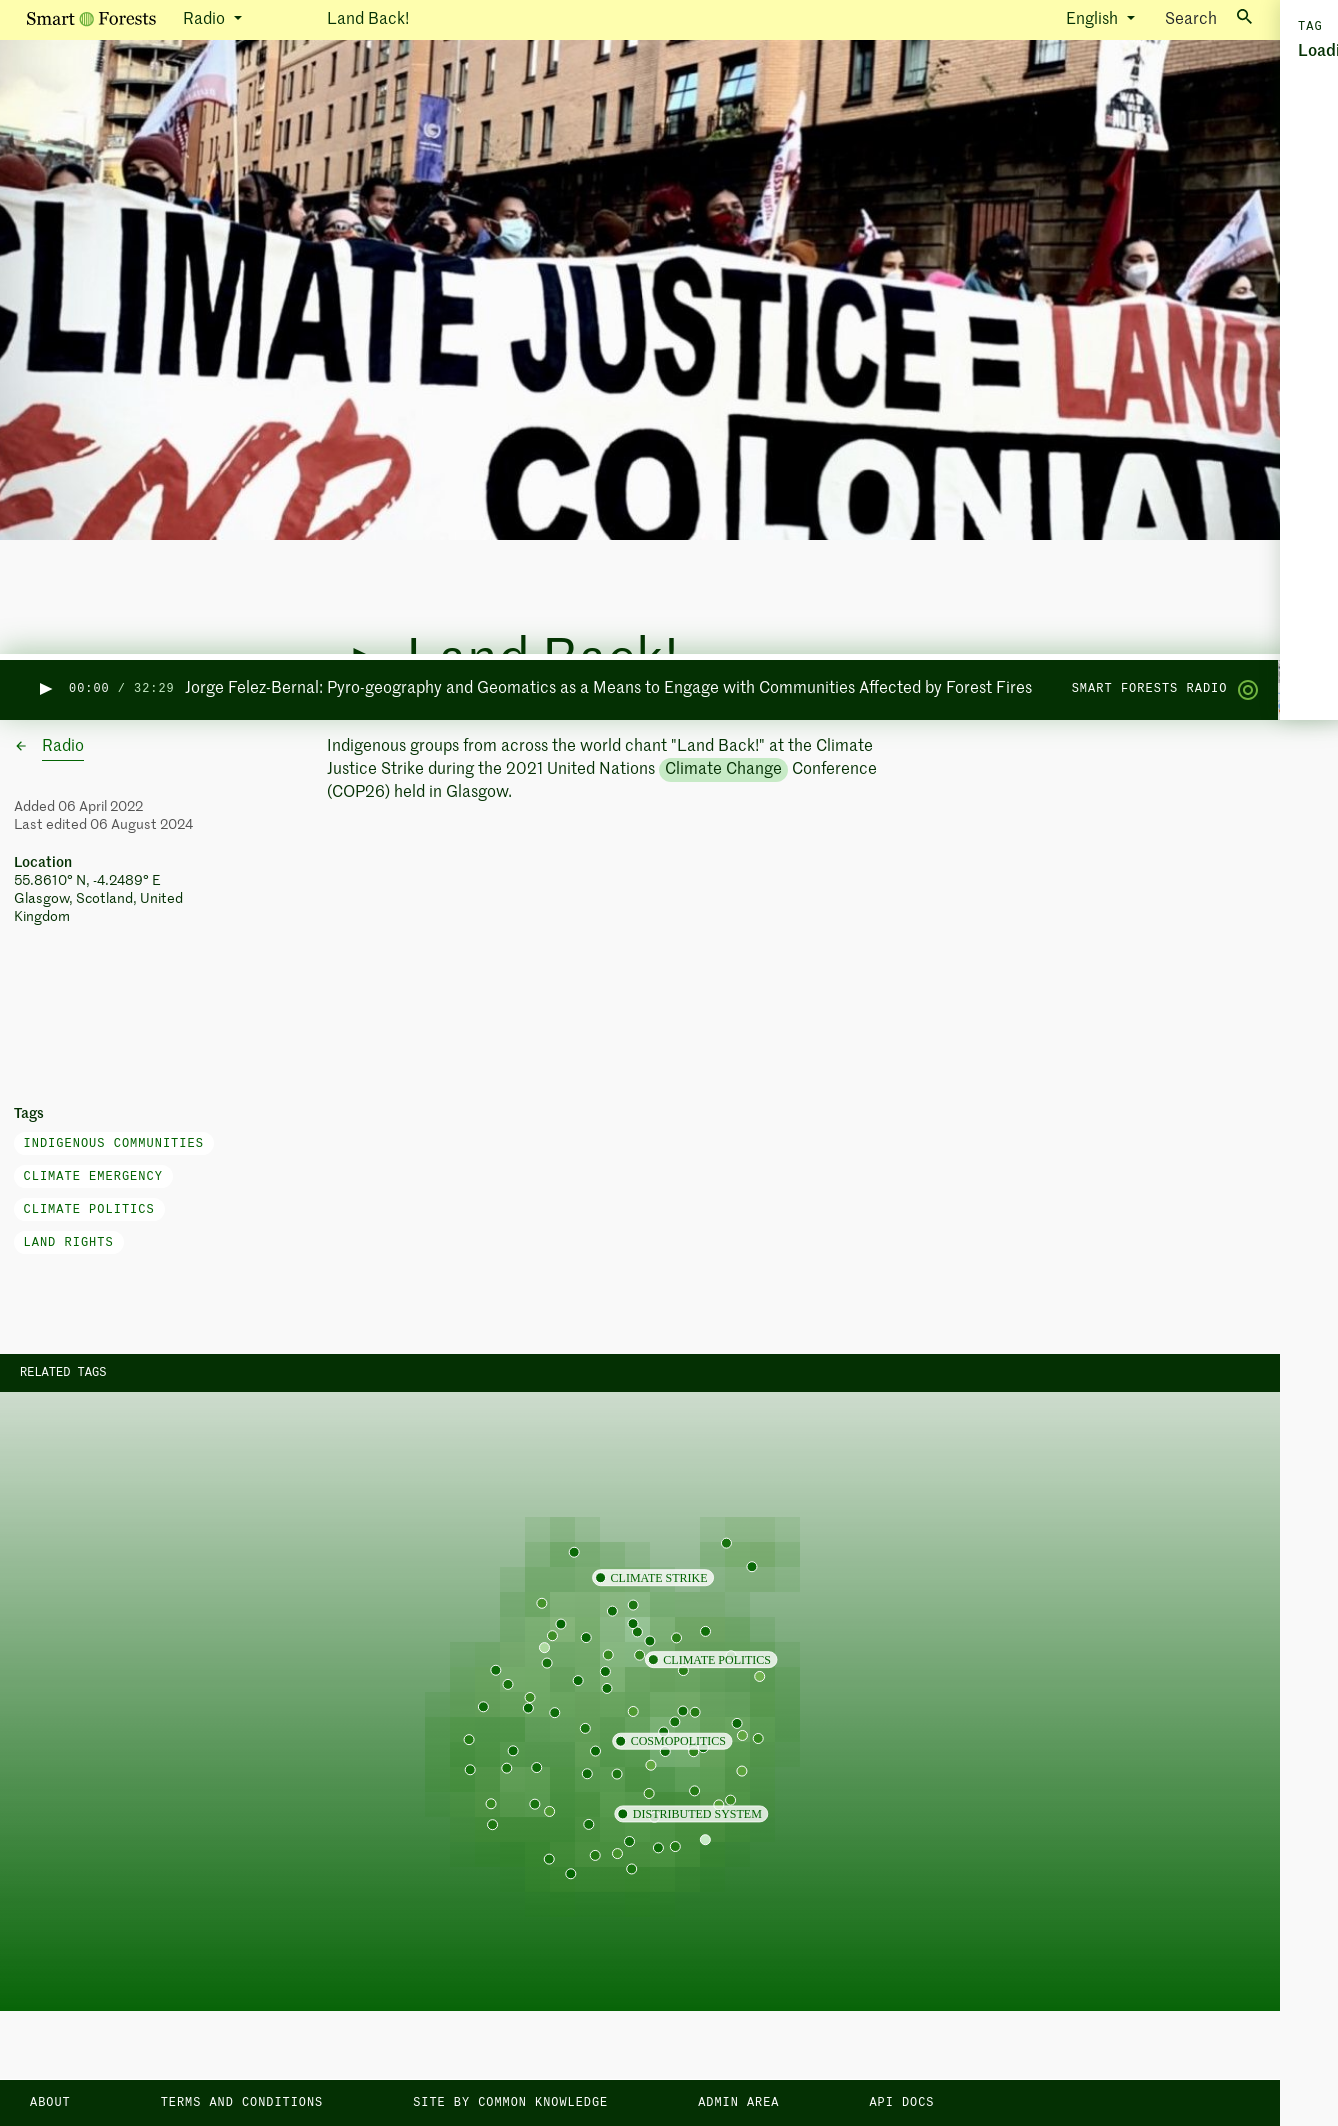 Smart Forests
Radio
Land Back!
English
Search
TAG
CLIMATE JUSTICE =
END COLONIAL
Land Back!
00:00 / 32:29
Jorge Felez-Bernal: Pyro-geography and Geomatics as a Means to Engage with Communities Affected by Forest Fires
SMART FORESTS RADIO
Radio
Indigenous groups from across the world chant "Land Back!" at the Climate
Justice Strike during the 2021 United Nations Climate Change Conference
(COP26) held in Glasgow.
Added 06 April 2022
Last edited 06 August 2024
Location
55.8610° N, -4.2489° E
Glasgow, Scotland, United
Kingdom
Tags
INDIGENOUS COMMUNITIES
CLIMATE EMERGENCY
CLIMATE POLITICS
LAND RIGHTS
RELATED TAGS
CLIMATE STRIKE
CLIMATE POLITICS
COSMOPOLITICS
DISTRIBUTED SYSTEM
ABOUT
TERMS AND CONDITIONS
SITE BY COMMON KNOWLEDGE
ADMIN AREA
API DOCS